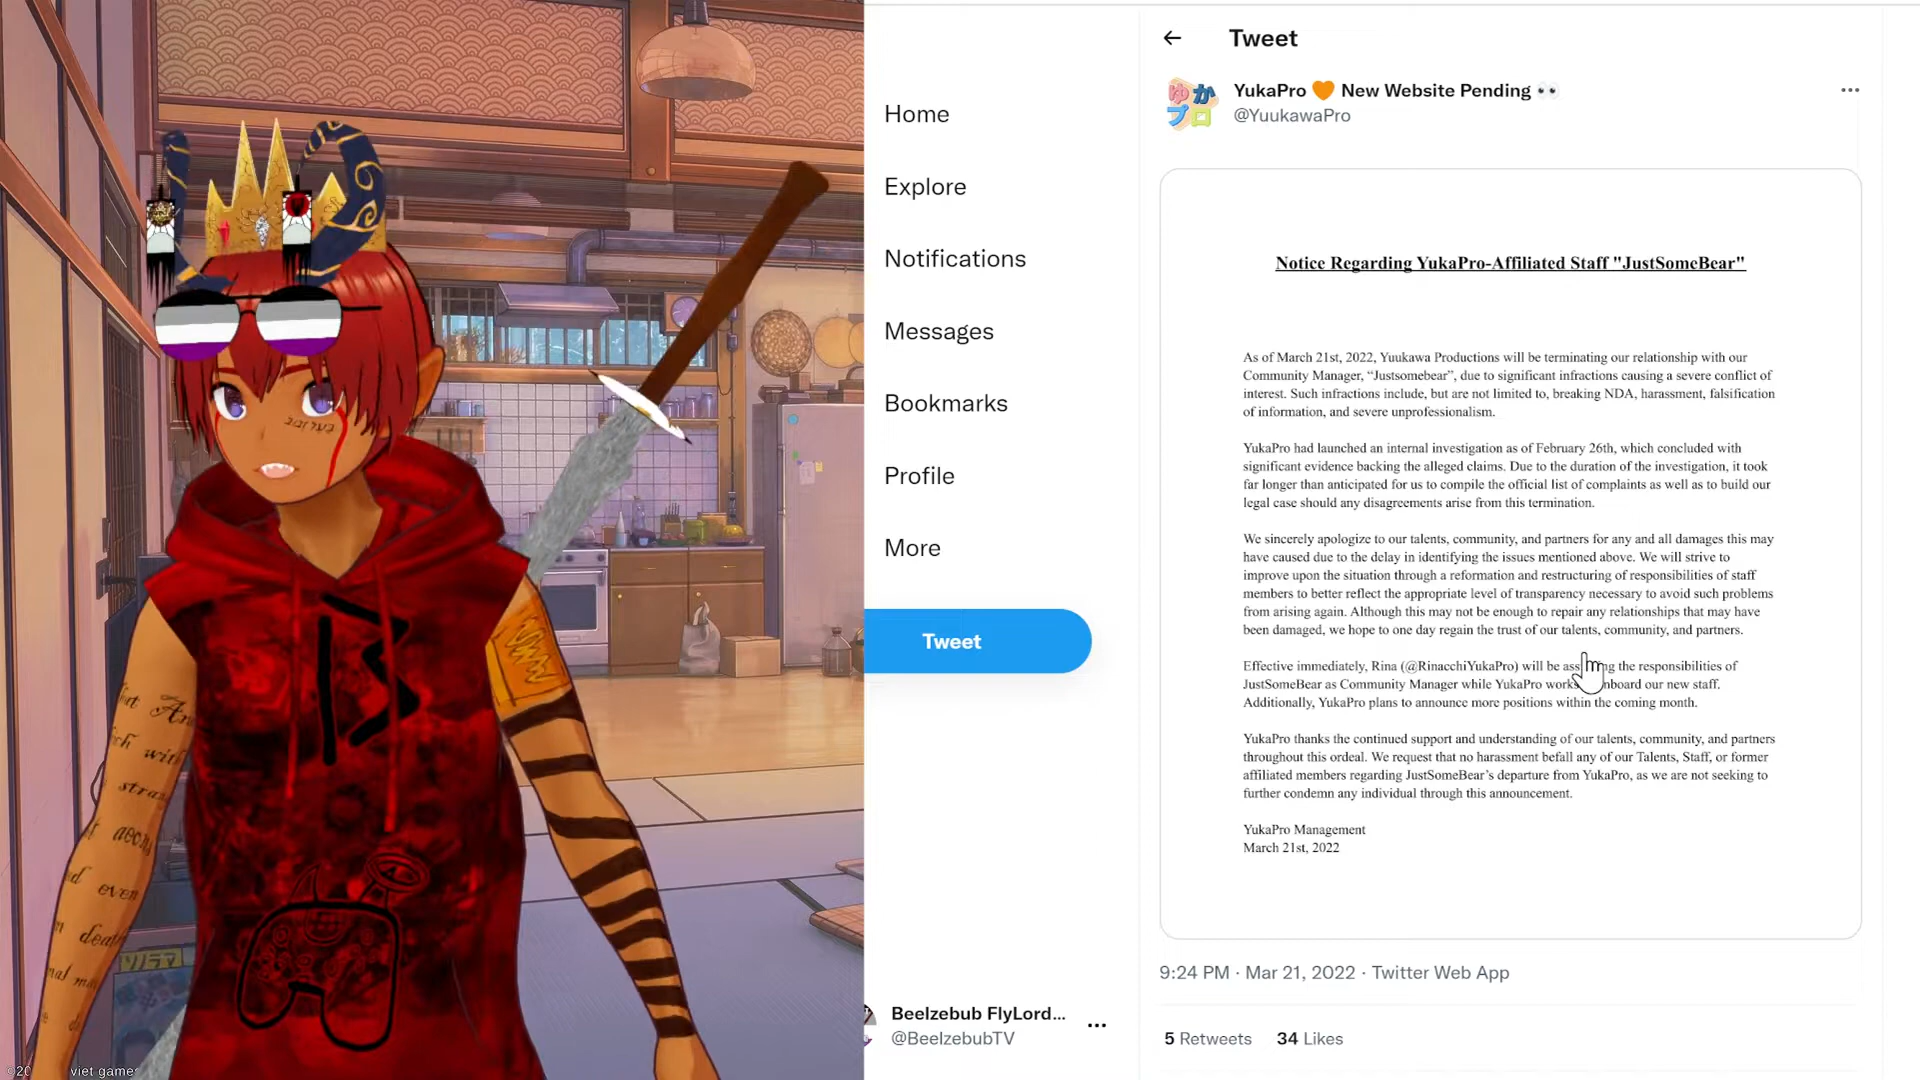 Home
Explore
Notifications
Messages
Bookmarks
Profile
More
Tweet
Beelzebub FlyLord...
@BeelzebubTV
Tweet
YukaPro 🧡 New Website Pending 👀
@YuukawaPro
ゆか
プロ
Notice Regarding YukaPro-Affiliated Staff "JustSomeBear"
As of March 21st, 2022, Yuukawa Productions will be terminating our relationship with our
Community Manager, “Justsomebear”, due to significant infractions causing a severe conflict of
interest. Such infractions include, but are not limited to, breaking NDA, harassment, falsification
of information, and severe unprofessionalism.
YukaPro had launched an internal investigation as of February 26th, which concluded with
significant evidence backing the alleged claims. Due to the duration of the investigation, it took
far longer than anticipated for us to compile the official list of complaints as well as to build our
legal case should any disagreements arise from this termination.
We sincerely apologize to our talents, community, and partners for any and all damages this may
have caused due to the delay in identifying the issues mentioned above. We will strive to
improve upon the situation through a reformation and restructuring of responsibilities of staff
members to better reflect the appropriate level of transparency necessary to avoid such problems
from arising again. Although this may not be enough to repair any relationships that may have
been damaged, we hope to one day regain the trust of our talents, community, and partners.
Effective immediately, Rina (@RinacchiYukaPro) will be the responsibilities of
JustSomeBear as Community Manager while YukaPro works our new staff.
Additionally, YukaPro plans to announce more positions within the coming month.
YukaPro thanks the continued support and understanding of our talents, community, and partners
throughout this ordeal. We request that no harassment befall any of our Talents, Staff, or former
affiliated members regarding JustSomeBear’s departure from YukaPro, as we are not seeking to
further condemn any individual through this announcement.
YukaPro Management
March 21st, 2022
9:24 PM · Mar 21, 2022 · Twitter Web App
5 Retweets 34 Likes
B
viet games